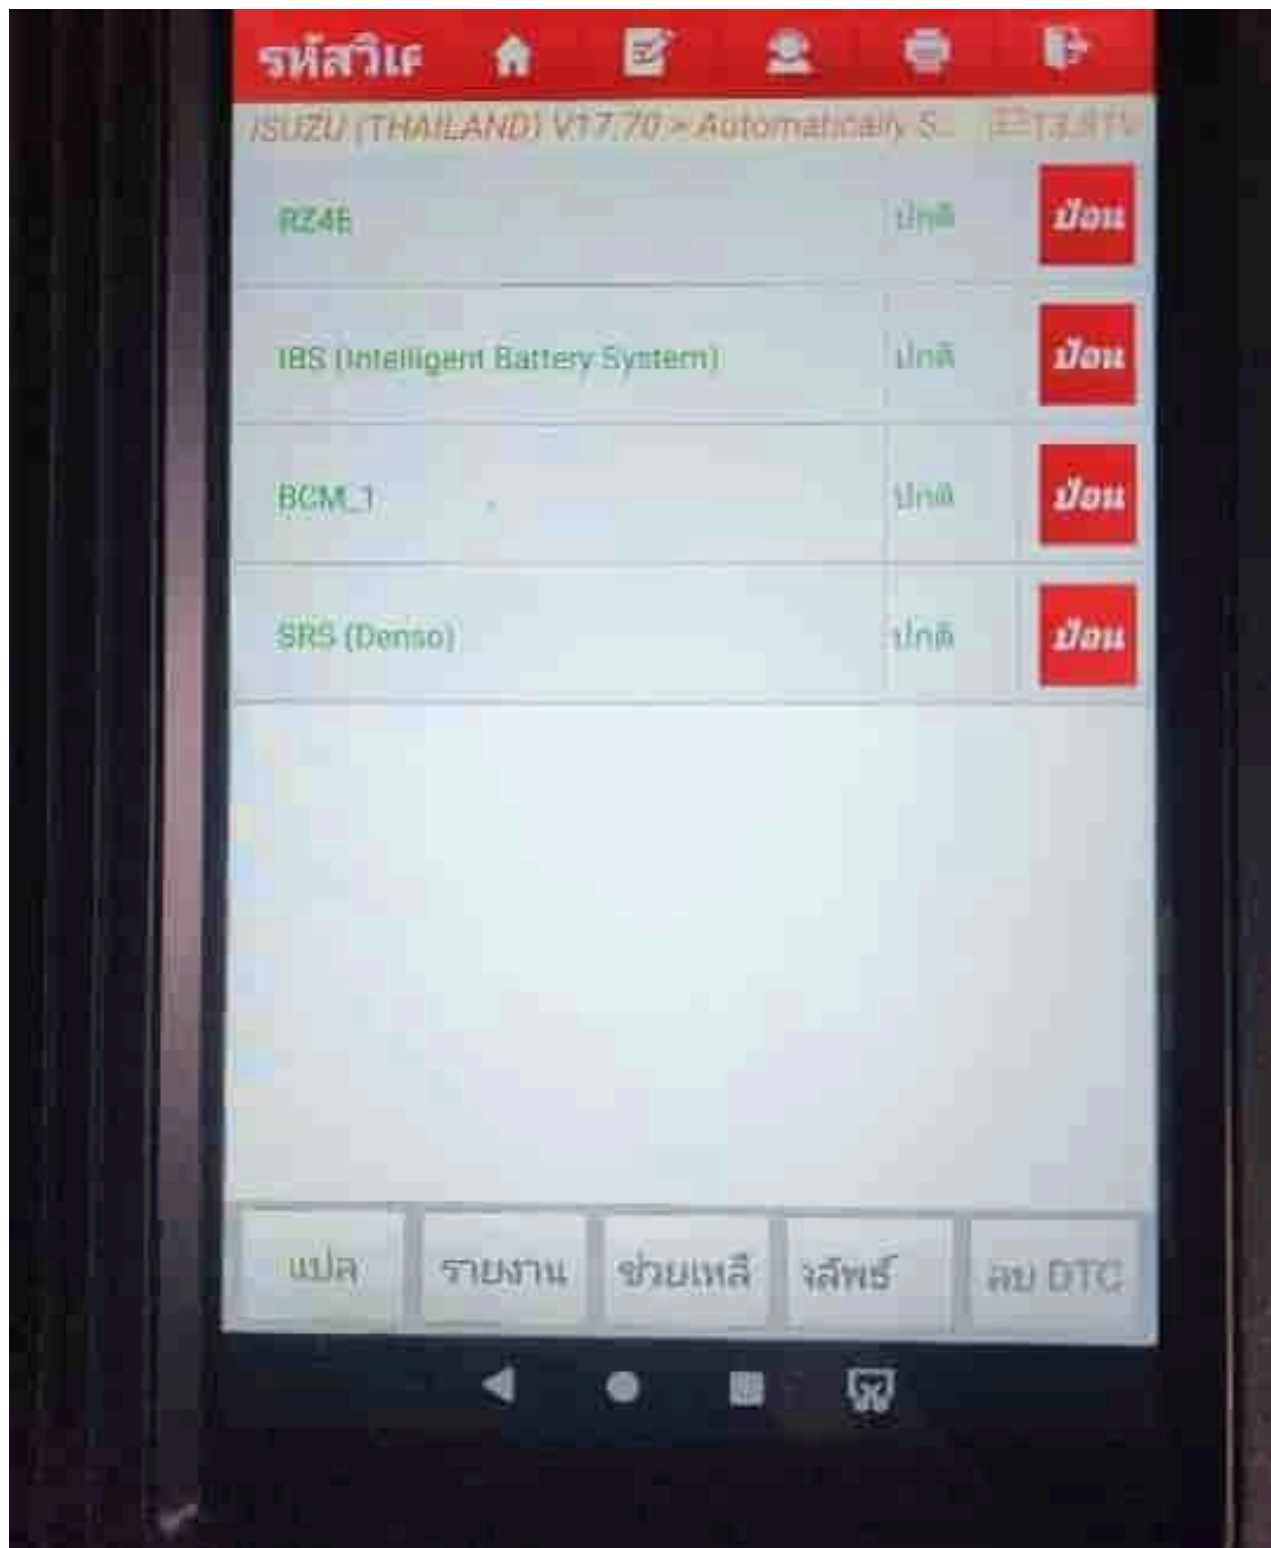 รหัสวิเศ
ISUZU (THAILAND) V17.70 > Automatically S...
RZ4E ปกติ ป้อน
IBS (Intelligent Battery System) ปกติ ป้อน
BCM_1 ปกติ ป้อน
SRS (Denso) ปกติ ป้อน
แปล รายงาน ช่วยเหลื ลัพธ์ ลบ DTC